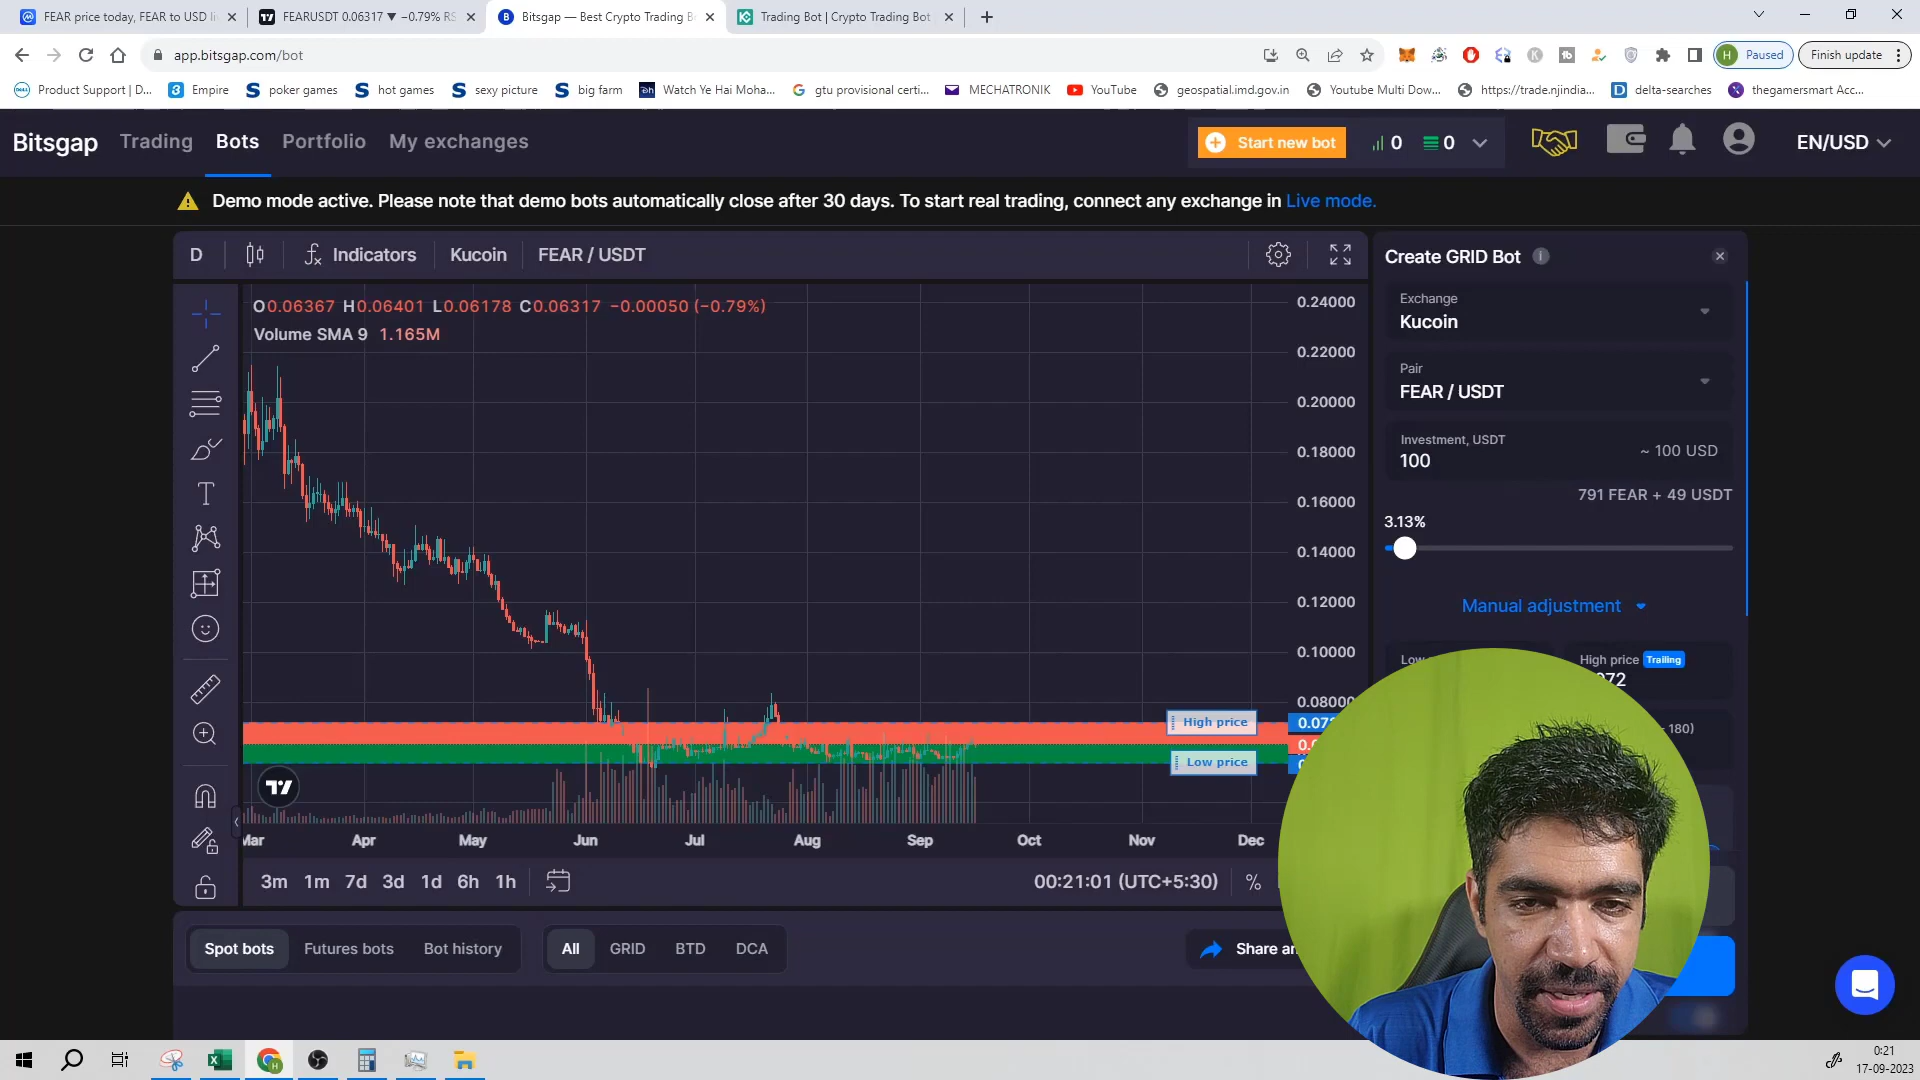 FEAR price today, FEAR to USD li
FEARUSDT 0.06317 ▼ −0.79% RS
Bitsgap — Best Crypto Trading B
Trading Bot | Crypto Trading Bot
app.bitsgap.com/bot
H Paused
Finish update
Product Support | D...
Empire
poker games
hot games
sexy picture
big farm
Watch Ye Hai Moha...
gtu provisional certi...
MECHATRONIK
YouTube
geospatial.imd.gov.in
Youtube Multi Dow...
https://trade.njindia...
delta-searches
thegamersmart Acc...
Bitsgap
Trading
Bots
Portfolio
My exchanges
Start new bot
0
0
EN/USD
Demo mode active. Please note that demo bots automatically close after 30 days. To start real trading, connect any exchange in Live mode.
D
Indicators
Kucoin
FEAR / USDT
O0.06367 H0.06401 L0.06178 C0.06317 −0.00050 (−0.79%)
Volume SMA 9 1.165M
0.24000
0.22000
0.20000
0.18000
0.16000
0.14000
0.12000
0.10000
0.08000
High price
Low price
Mar
Apr
May
Jun
Jul
Aug
Sep
Oct
Nov
Dec
3m 1m 7d 3d 1d 6h 1h
00:21:01 (UTC+5:30)
%
Create GRID Bot
Exchange
Kucoin
Pair
FEAR / USDT
Investment, USDT
100
~ 100 USD
791 FEAR + 49 USDT
3.13%
Manual adjustment
High price Trailing
Spot bots
Futures bots
Bot history
All
GRID
BTD
DCA
Share
0:21
17-09-2023